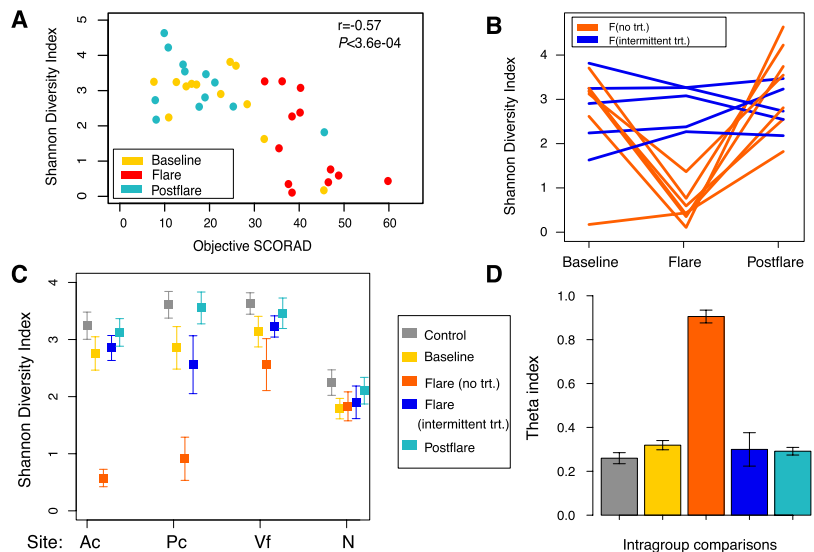 A
r=-0.57
P<3.6e-04
Shannon Diversity Index
5
4
3
2
1
0
Baseline
Flare
Postflare
0 10 20 30 40 50 60
Objective SCORAD
B
F(no trt.)
F(intermittent trt.)
Shannon Diversity Index
4
3
2
1
0
Baseline Flare Postflare
C
Shannon Diversity Index
4
3
2
1
0
Site: Ac Pc Vf N
Control
Baseline
Flare (no trt.)
Flare
(intermittent trt.)
Postflare
D
Theta index
1.0
0.8
0.6
0.4
0.2
0.0
Intragroup comparisons